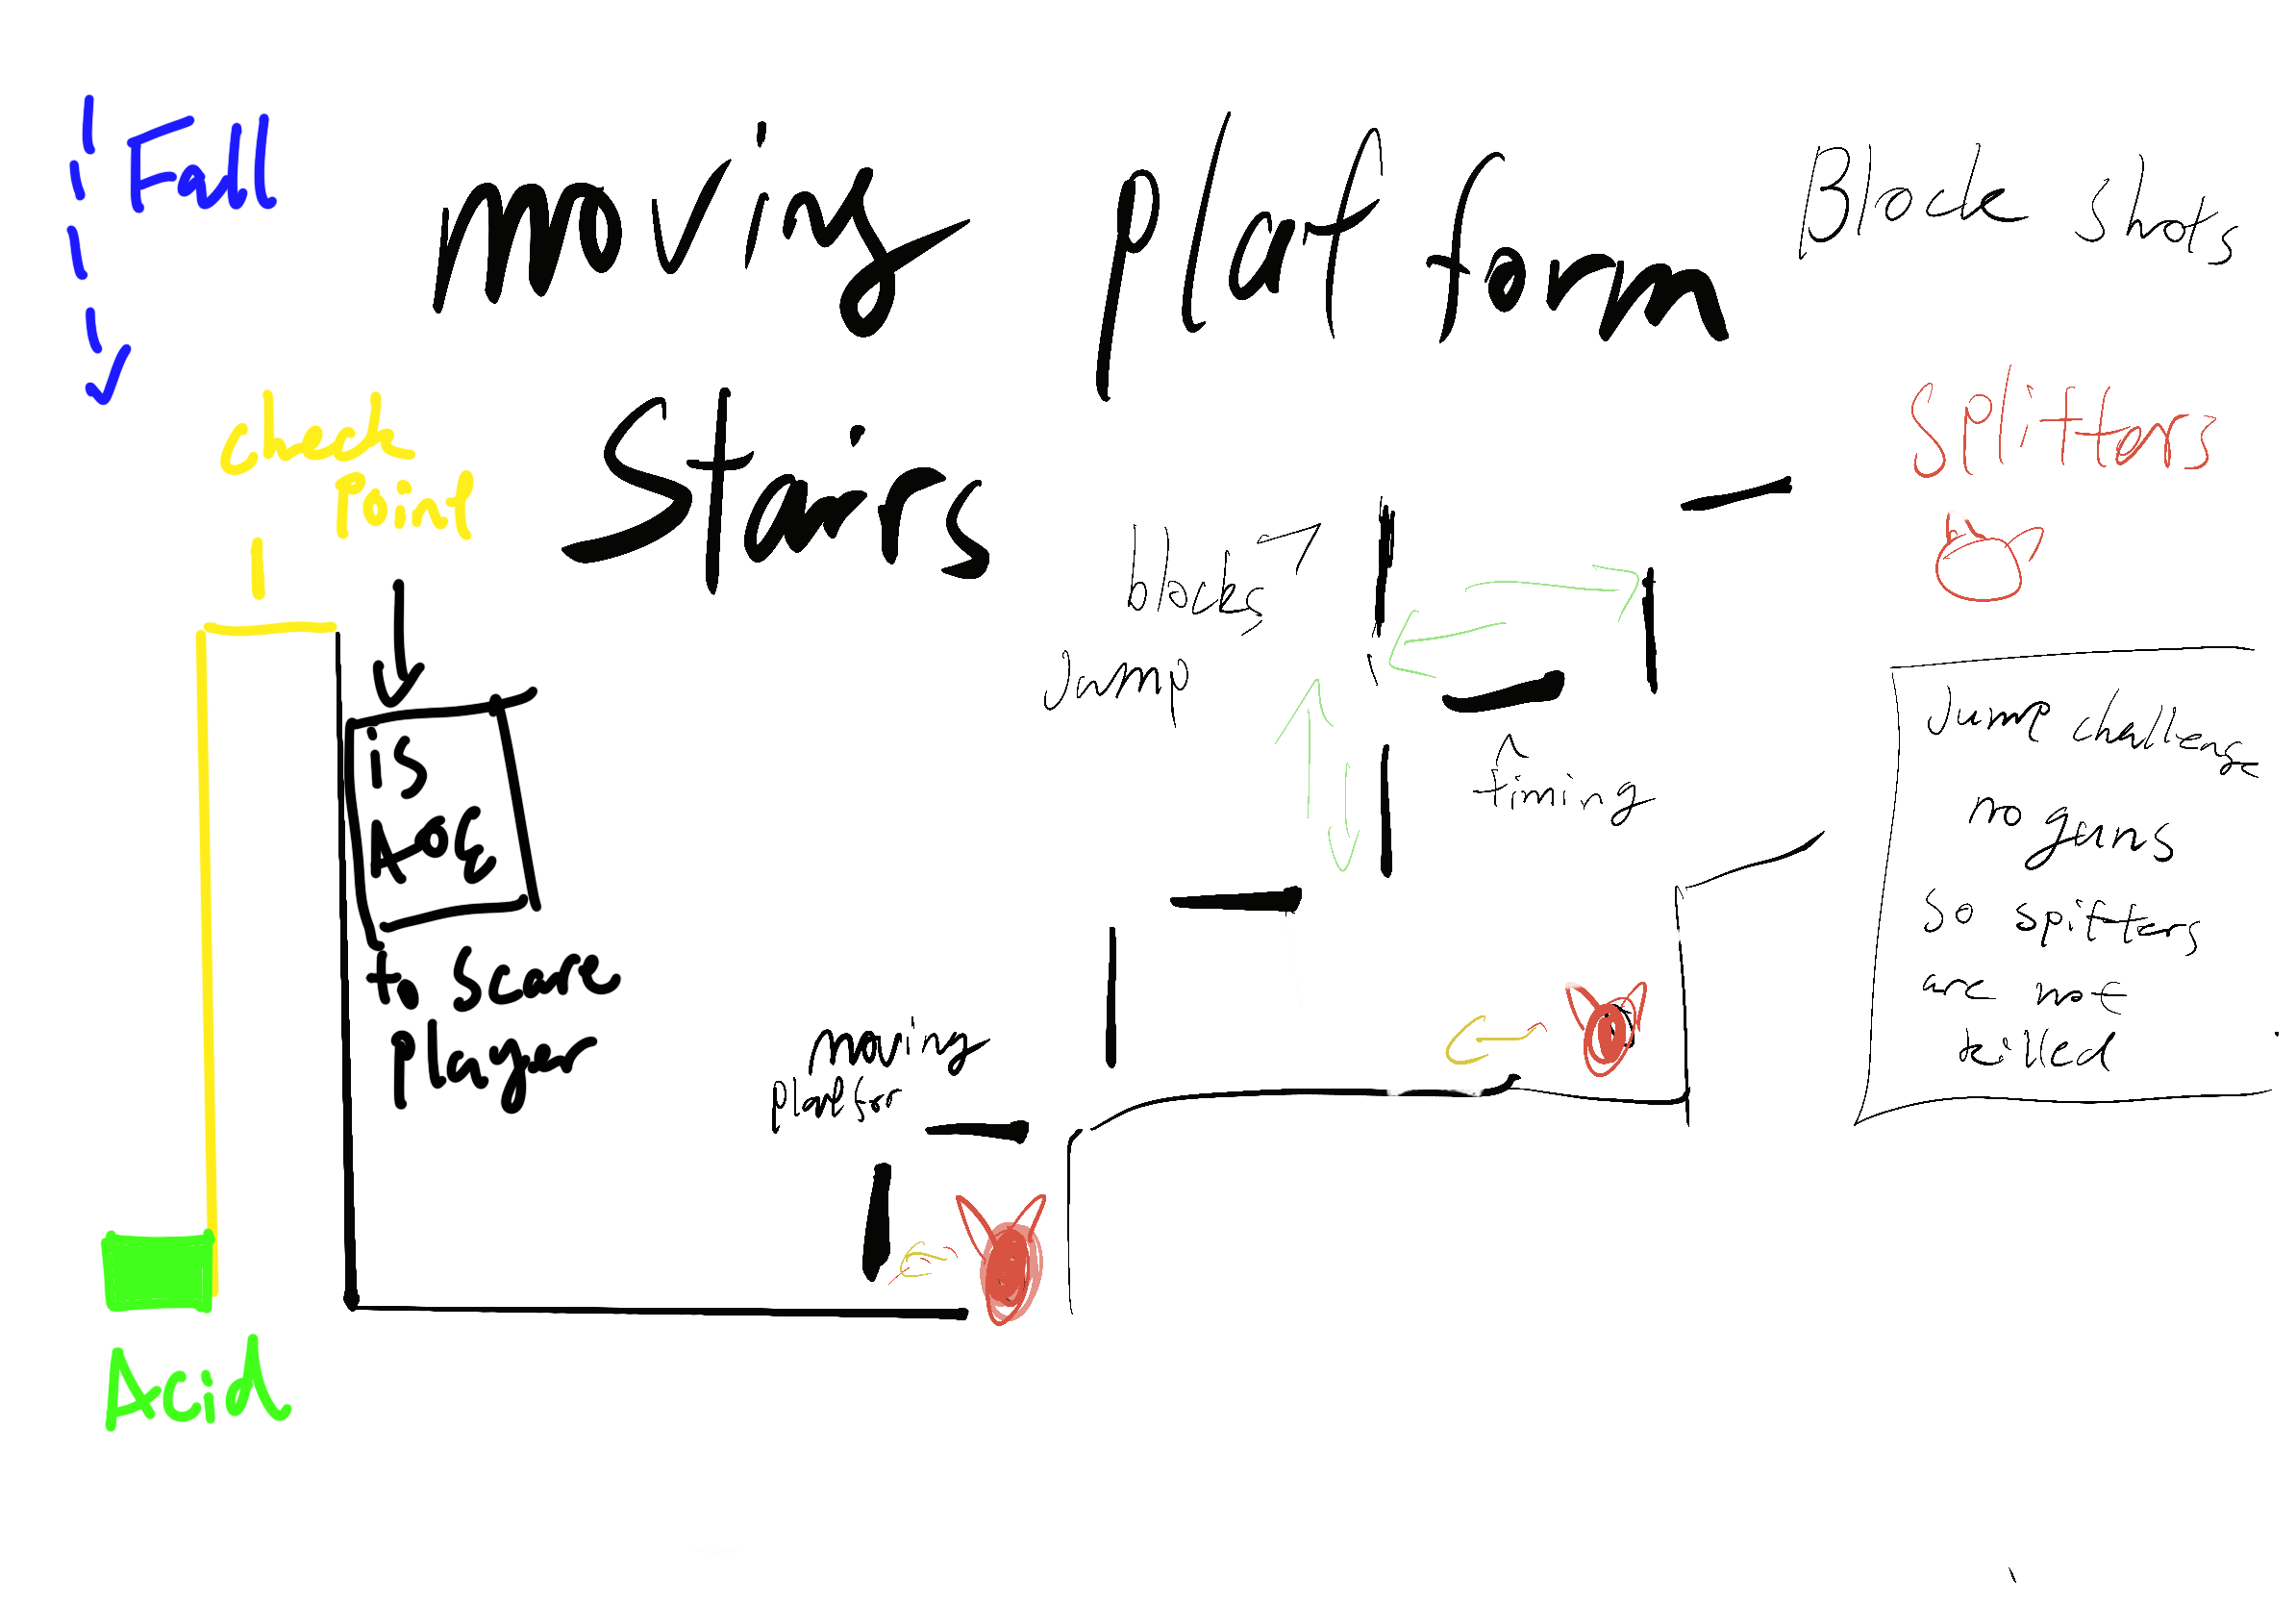 Fall
moving platform
Block shots
check
Point
Stairs
Splitters
blocks
Jump
is
AOE
to scare
player
timing
Jump challenge
no guns
so spitters
are not
killed
moving
platfor
Acid